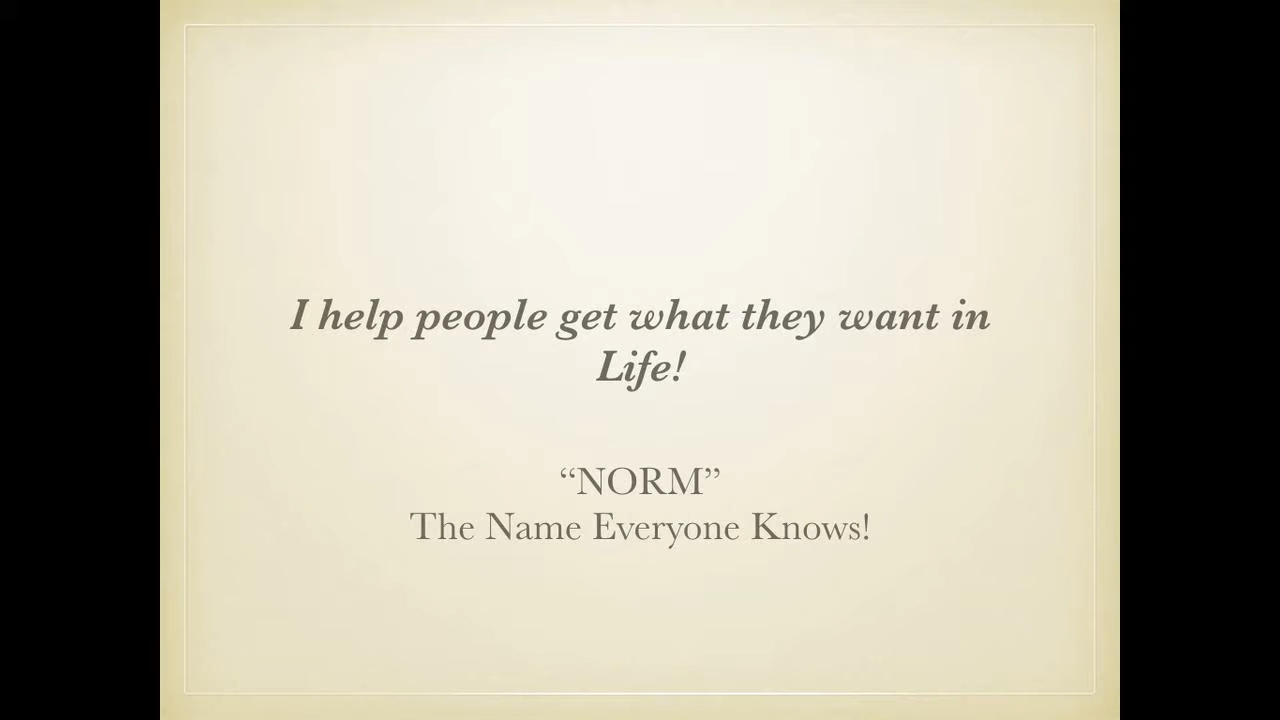 I help people get what they want in
Life!
“NORM”
The Name Everyone Knows!